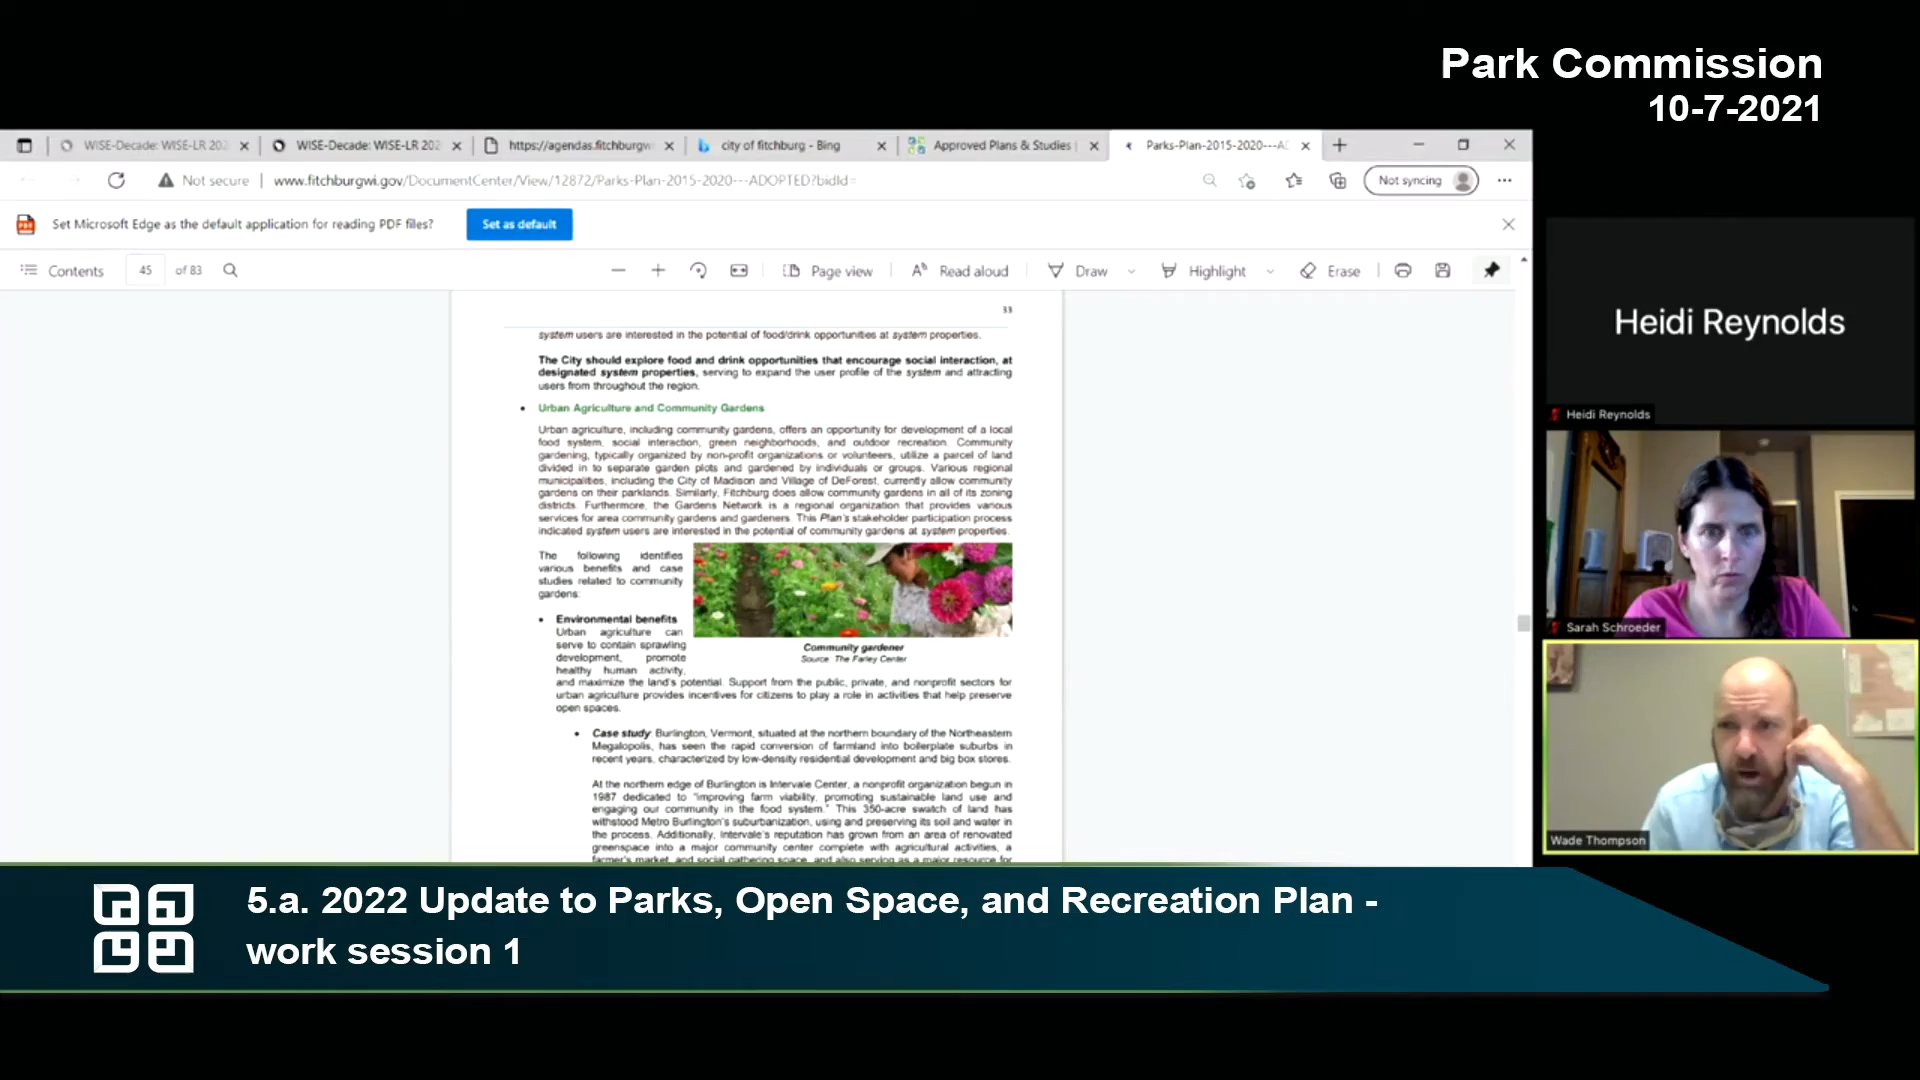 Park Commission
10-7-2021
WISE-Decade: WISE-LR 202
WISE-Decade: WISE-LR 202
https://agendas.fitchburgw
city of fitchburg - Bing
Approved Plans & Studies
Parks-Plan-2015-2020---AD
Not secure
www.fitchburgwi.gov/DocumentCenter/View/12872/Parks-Plan-2015-2020---ADOPTED?bidId=
Not syncing
Set Microsoft Edge as the default application for reading PDF files?
Set as default
Contents
45
of 83
Page view
Read aloud
Draw
Highlight
Erase
33
system users are interested in the potential of food/drink opportunities at system properties.
The City should explore food and drink opportunities that encourage social interaction, at
designated system properties, serving to expand the user profile of the system and attracting
users from throughout the region.
• Urban Agriculture and Community Gardens
Urban agriculture, including community gardens, offers an opportunity for development of a local
food system, social interaction, green neighborhoods, and outdoor recreation. Community
gardening, typically organized by non-profit organizations or volunteers, utilize a parcel of land
divided in to separate garden plots and gardened by individuals or groups. Various regional
municipalities, including the City of Madison and Village of DeForest, currently allow community
gardens on their parklands. Similarly, Fitchburg does allow community gardens in all of its zoning
districts. Furthermore, the Gardens Network is a regional organization that provides various
services for area community gardens and gardeners. This Plan's stakeholder participation process
indicated system users are interested in the potential of community gardens at system properties.
The following identifies
various benefits and case
studies related to community
gardens:
• Environmental benefits
Urban agriculture can
serve to contain sprawling
development, promote
healthy human activity,
Community gardener
Source: The Farley Center
and maximize the land's potential. Support from the public, private, and nonprofit sectors for
urban agriculture provides incentives for citizens to play a role in activities that help preserve
open spaces.
• Case study: Burlington, Vermont, situated at the northern boundary of the Northeastern
Megalopolis, has seen the rapid conversion of farmland into boilerplate suburbs in
recent years, characterized by low-density residential development and big box stores.
At the northern edge of Burlington is Intervale Center, a nonprofit organization begun in
1987 dedicated to "improving farm viability, promoting sustainable land use and
engaging our community in the food system." This 350-acre swatch of land has
withstood Metro Burlington's suburbanization, using and preserving its soil and water in
the process. Additionally, Intervale's reputation has grown from an area of renovated
greenspace into a major community center complete with agricultural activities, a
farmer's market, and social gathering space, and also serving as a major resource for
Heidi Reynolds
Heidi Reynolds
Sarah Schroeder
Wade Thompson
5.a. 2022 Update to Parks, Open Space, and Recreation Plan -
work session 1